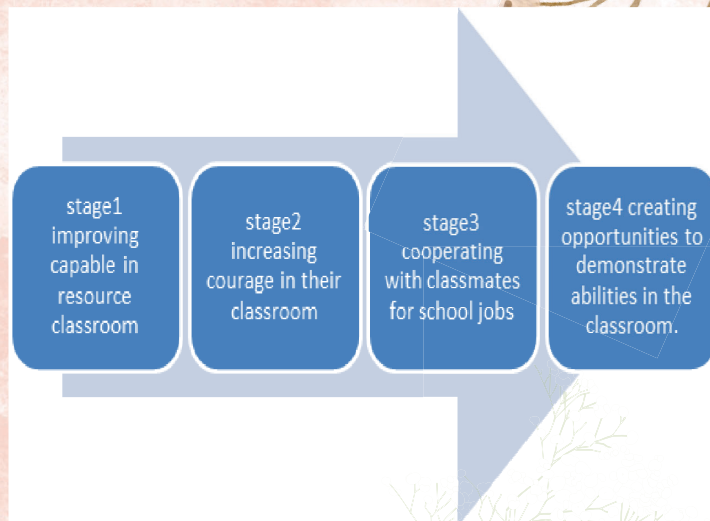 stage1
improving
capable in
resource
classroom
stage2
increasing
courage in their
classroom
stage3
cooperating
with classmates
for school jobs
stage4 creating
opportunities to
demonstrate
abilities in the
classroom.